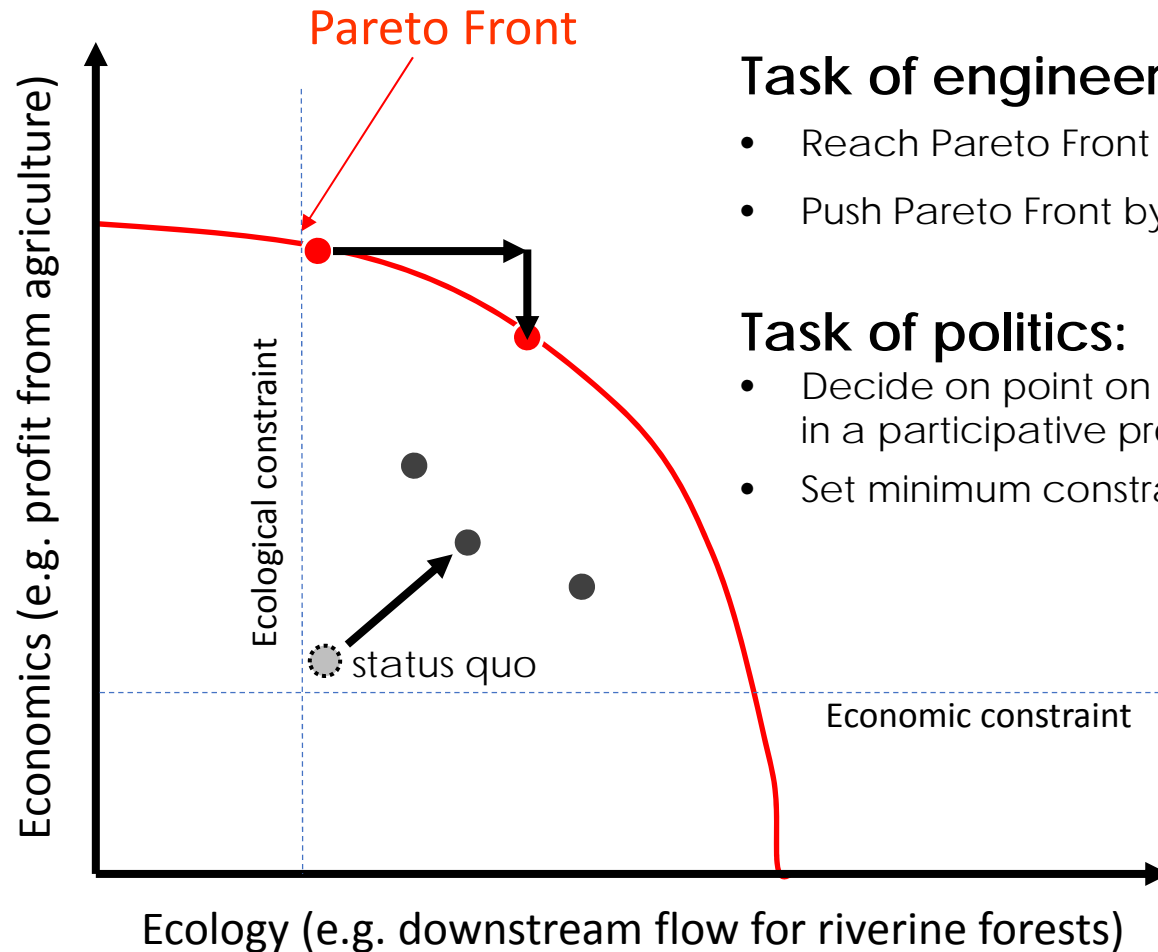 Pareto Front
Economics (e.g. profit from agriculture)
Ecological constraint
status quo
Economic constraint
Ecology (e.g. downstream flow for riverine forests)
Task of engineer
• Reach Pareto Front
• Push Pareto Front by
Task of politics:
• Decide on point on
in a participative pr
• Set minimum constra